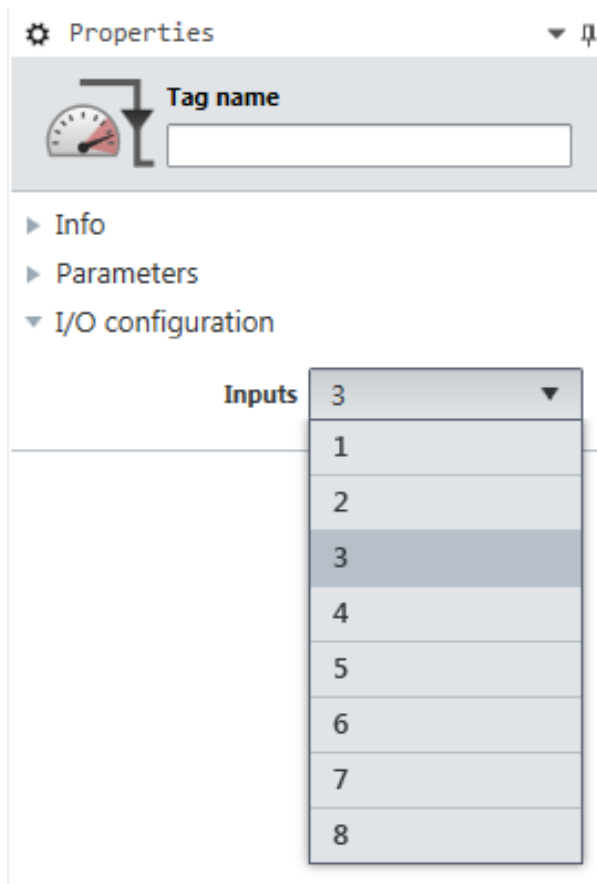 Properties
Tag name
Info
Parameters
I/O configuration
Inputs 3
1
2
3
4
5
6
7
8